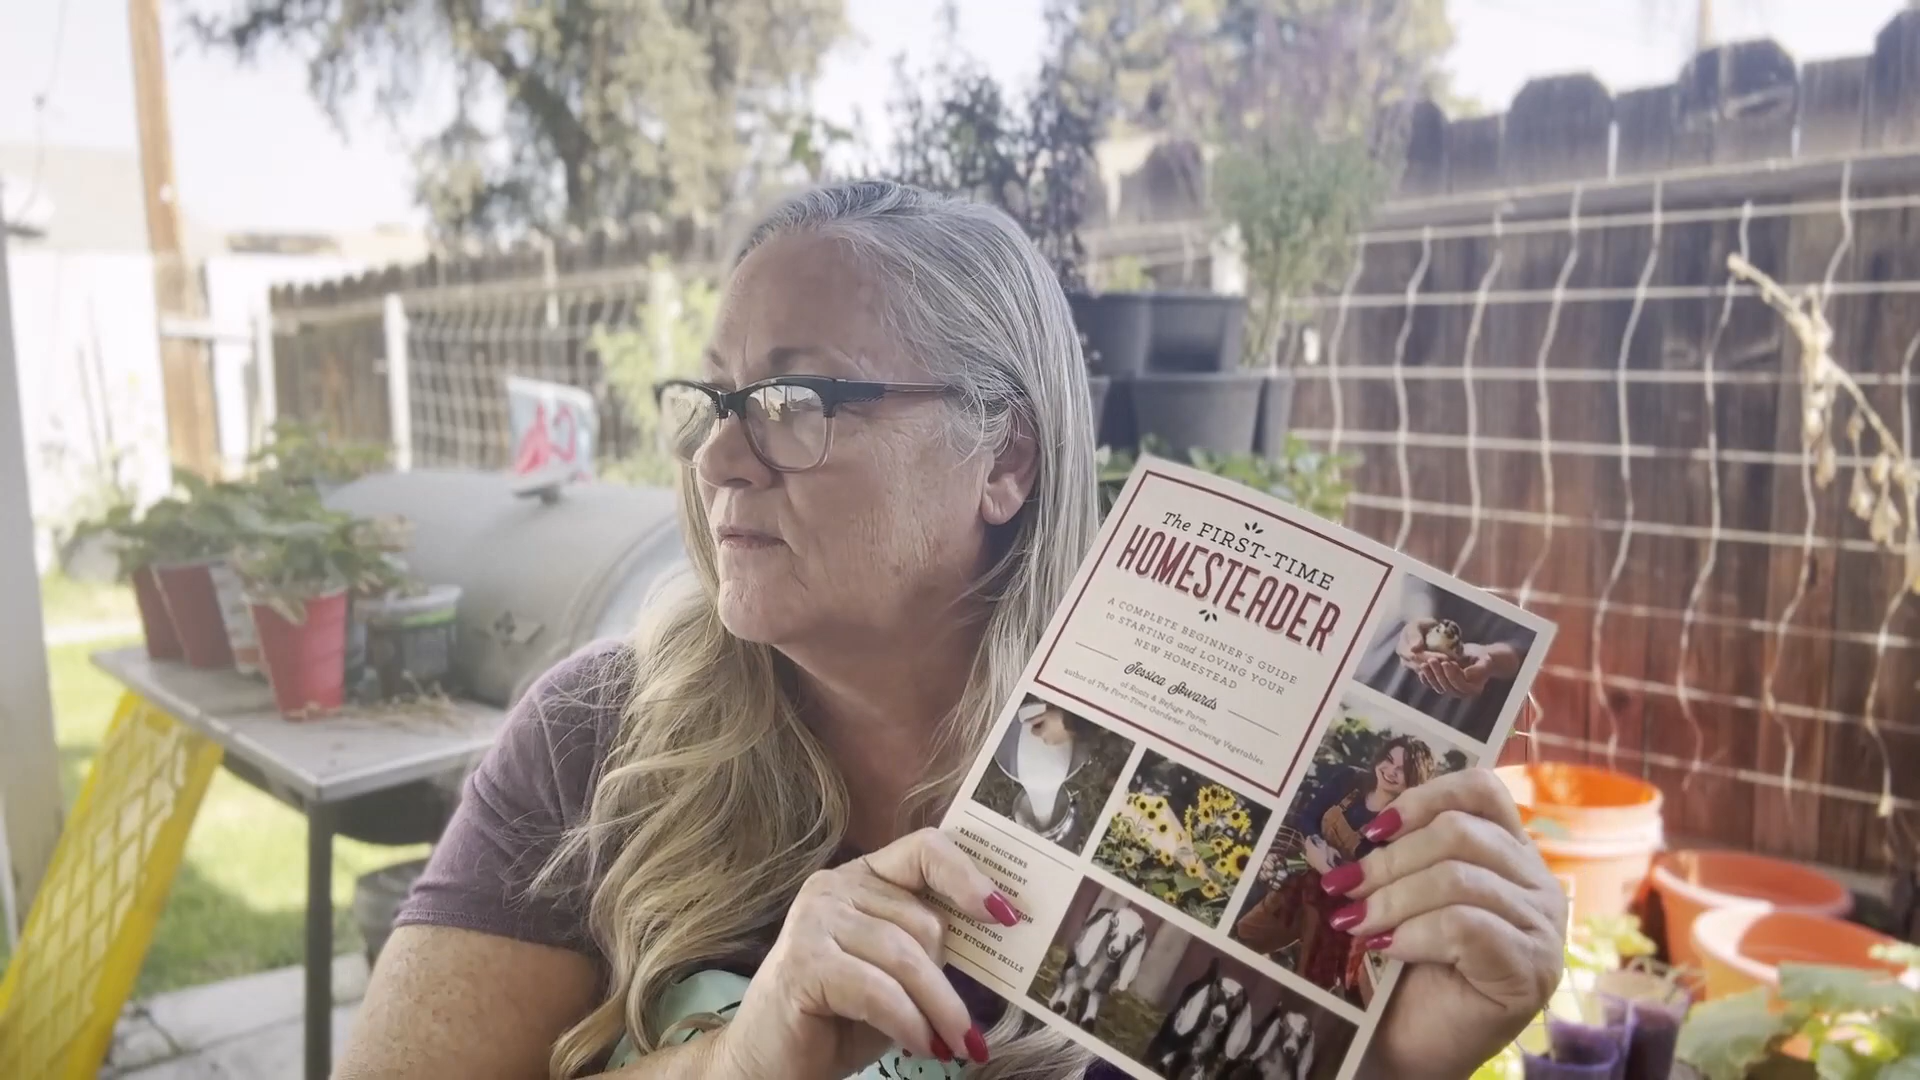 The FIRST-TIME
HOMESTEADER
A COMPLETE BEGINNER'S GUIDE
to STARTING and LOVING YOUR
NEW HOMESTEAD
Jessica Sowards
of Roots & Refuge Farm,
author of The First-Time Gardener: Growing Vegetables
· RAISING CHICKENS
ANIMAL HUSBANDRY
RESOURCEFUL LIVING
KITCHEN SKILLS